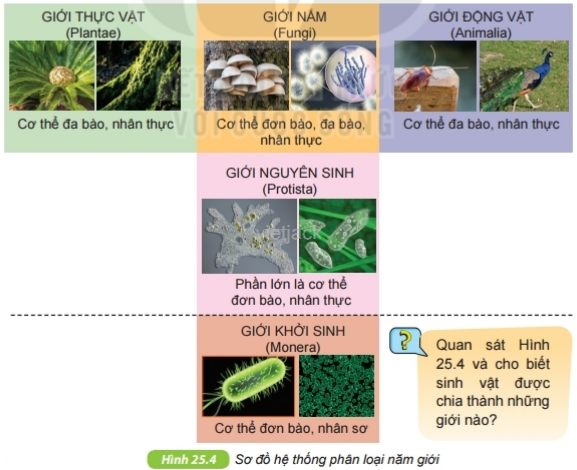 GIỚI THỰC VẬT
(Plantae)
Cơ thể đa bào, nhân thực
GIỚI NẤM
(Fungi)
Cơ thể đơn bào, đa bào,
nhân thực
GIỚI ĐỘNG VẬT
(Animalia)
Cơ thể đa bào, nhân thực
GIỚI NGUYÊN SINH
(Protista)
vietjack
Phần lớn là cơ thể
đơn bào, nhân thực
GIỚI KHỞI SINH
(Monera)
Cơ thể đơn bào, nhân sơ
?
Quan sát Hình
25.4 và cho biết
sinh vật được
chia thành những
giới nào?
Hình 25.4 Sơ đồ hệ thống phân loại năm giới